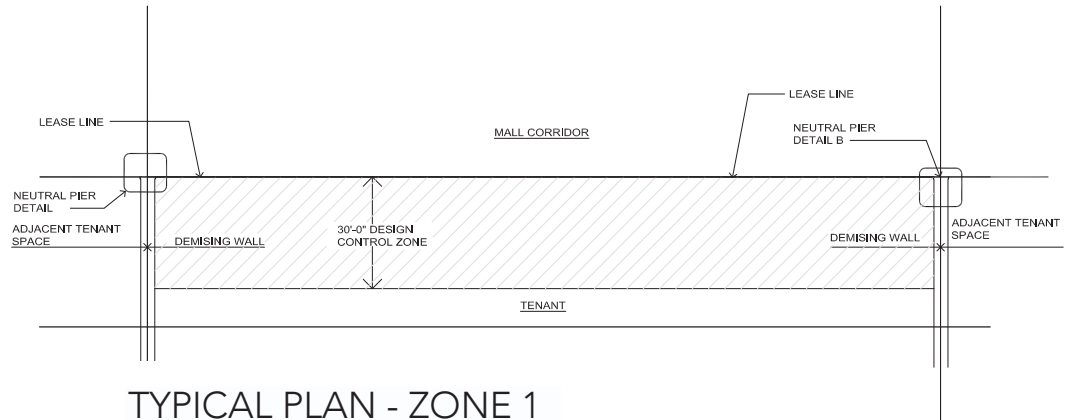 LEASE LINE
LEASE LINE
MALL CORRIDOR
NEUTRAL PIER
DETAIL B
NEUTRAL PIER
DETAIL
ADJACENT TENANT
SPACE
DEMISING WALL
30'-0" DESIGN
CONTROL ZONE
DEMISING WALL
ADJACENT TENANT
SPACE
TENANT
TYPICAL PLAN - ZONE 1